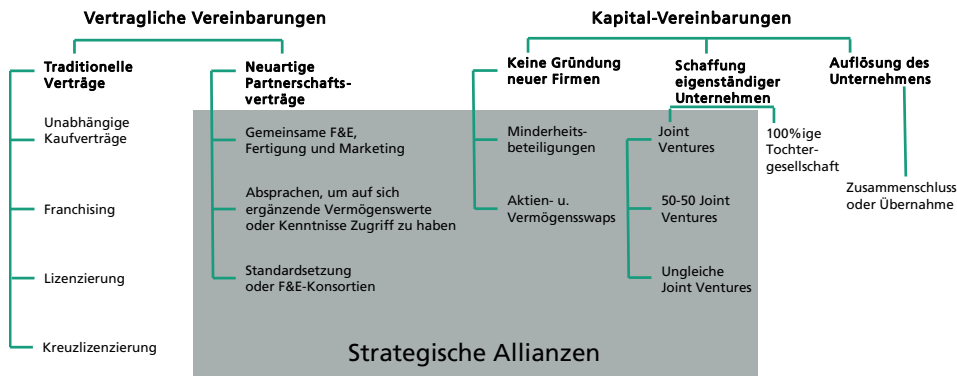 Vertragliche Vereinbarungen
Traditionelle
Verträge
Unabhängige
Kaufverträge
Franchising
Lizenzierung
Kreuzlizenzierung
Neuartige
Partnerschafts-
verträge
Gemeinsame F&E,
Fertigung und Marketing
Absprachen, um auf sich
ergänzende Vermögenswerte
oder Kenntnisse Zugriff zu haben
Standardsetzung
oder F&E-Konsortien
Kapital-Vereinbarungen
Keine Gründung
neuer Firmen
Minderheits-
beteiligungen
Aktien- u.
Vermögensswaps
Schaffung
eigenständiger
Unternehmen
Joint
Ventures
50-50 Joint
Ventures
Ungleiche
Joint Ventures
100%ige
Tochter-
gesellschaft
Auflösung des
Unternehmens
Zusammenschluss
oder Übernahme
Strategische Allianzen